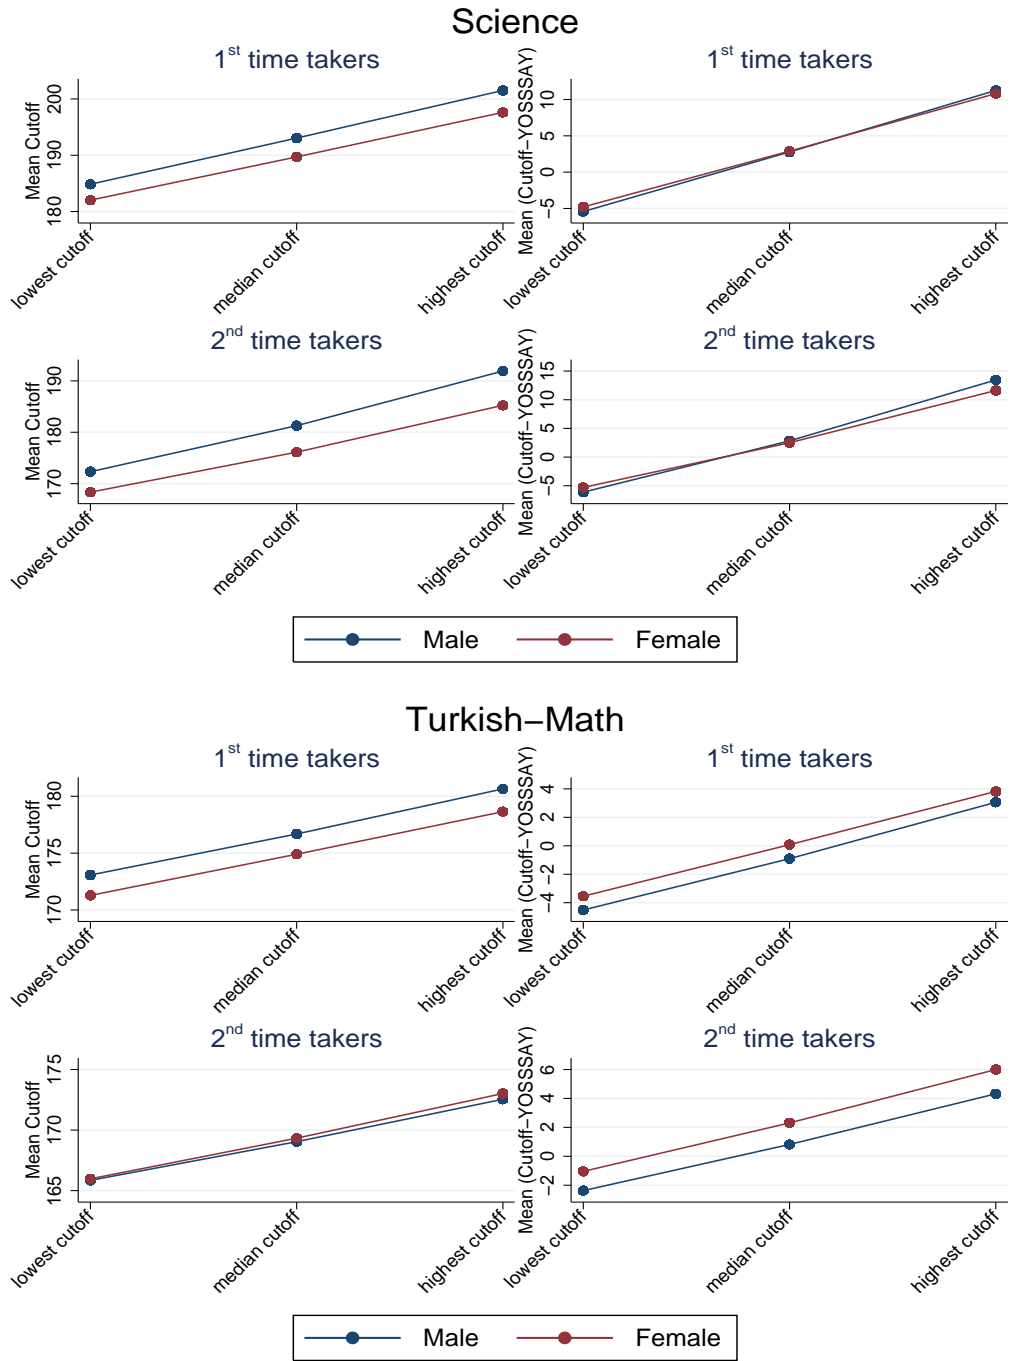 Science
1st time takers
Mean Cutoff
200
190
180
lowest cutoff
median cutoff
highest cutoff
1st time takers
Mean (Cutoff−YOSSSAY)
10
5
0
−5
lowest cutoff
median cutoff
highest cutoff
2nd time takers
Mean Cutoff
190
180
170
lowest cutoff
median cutoff
highest cutoff
2nd time takers
Mean (Cutoff−YOSSSAY)
15
10
5
0
−5
lowest cutoff
median cutoff
highest cutoff
Male Female
Turkish−Math
1st time takers
Mean Cutoff
180
175
170
lowest cutoff
median cutoff
highest cutoff
1st time takers
Mean (Cutoff−YOSSSAY)
4
2
0
−2
−4
lowest cutoff
median cutoff
highest cutoff
2nd time takers
Mean Cutoff
175
170
165
lowest cutoff
median cutoff
highest cutoff
2nd time takers
Mean (Cutoff−YOSSSAY)
6
4
2
0
−2
lowest cutoff
median cutoff
highest cutoff
Male Female